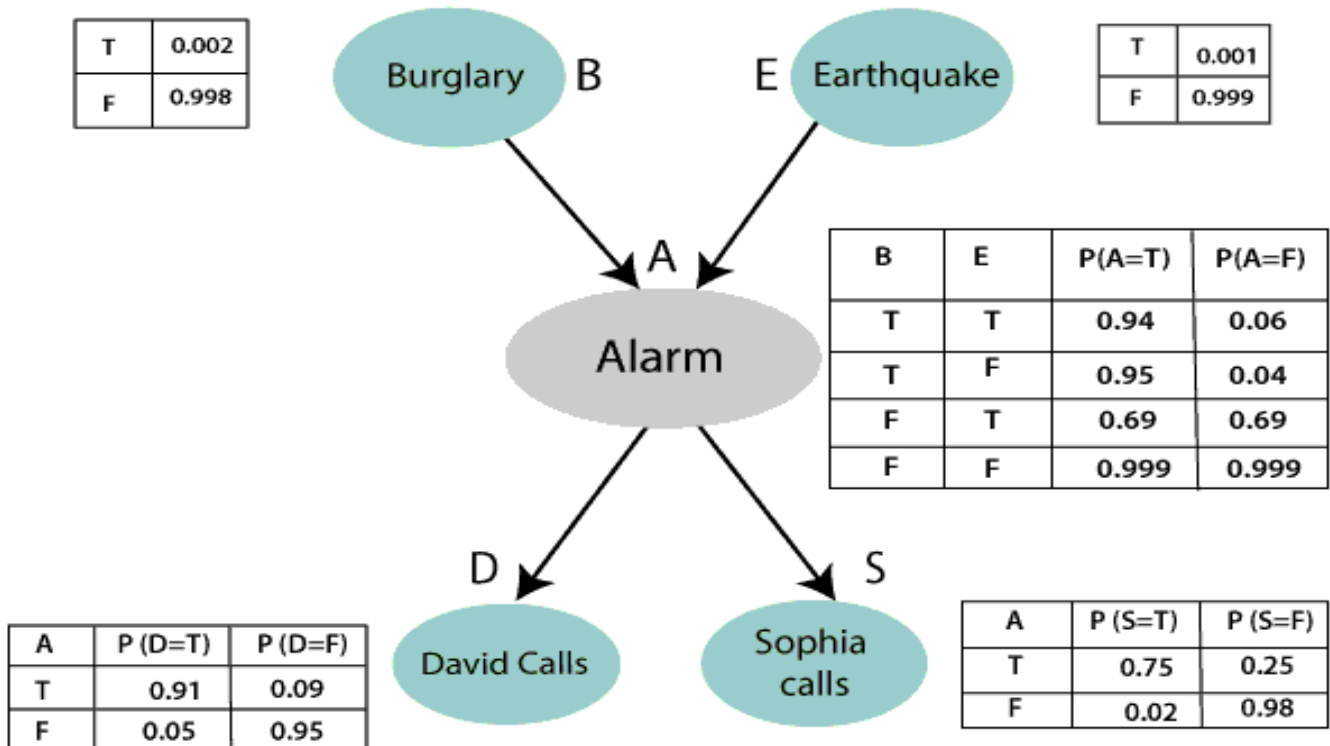 T 0.002
F 0.998
Burglary B
E Earthquake
T 0.001
F 0.999
A
Alarm
B E P(A=T) P(A=F)
T T 0.94 0.06
T F 0.95 0.04
F T 0.69 0.69
F F 0.999 0.999
D
S
A P (D=T) P (D=F)
T 0.91 0.09
F 0.05 0.95
David Calls
Sophia
calls
A P (S=T) P (S=F)
T 0.75 0.25
F 0.02 0.98